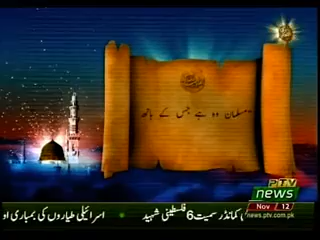 "مسلمان وہ ہے جس کے ہاتھ
PTV
news
Nov 12
news.ptv.com.pk
کمانڈر سمیت 6 فلسطینی شہید
اسرائیلی طیاروں کی بمباری او